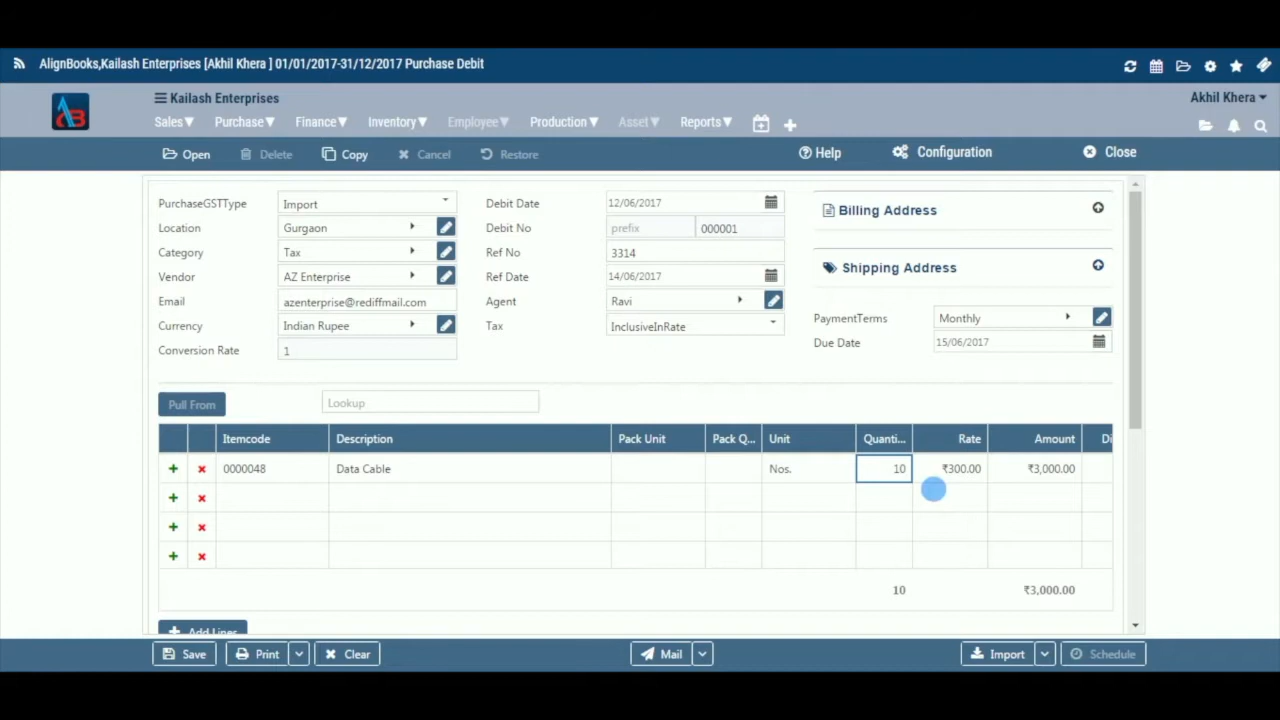 AlignBooks,Kailash Enterprises [Akhil Khera ] 01/01/2017-31/12/2017 Purchase Debit
Kailash Enterprises
Akhil Khera
Sales Purchase Finance Inventory Employee Production Asset Reports
Open Delete Copy Cancel Restore Help Configuration Close
PurchaseGSTType Import Debit Date 12/06/2017 Billing Address
Location Gurgaon Debit No prefix 000001
Category Tax Ref No 3314
Shipping Address
Vendor AZ Enterprise Ref Date 14/06/2017
Email azenterprise@rediffmail.com Agent Ravi
PaymentTerms Monthly
Currency Indian Rupee Tax InclusiveInRate
Due Date 15/06/2017
Conversion Rate 1
Pull From Lookup
Itemcode Description Pack Unit Pack Q... Unit Quanti... Rate Amount Di
0000048 Data Cable Nos. 10 ₹300.00 ₹3,000.00
10 ₹3,000.00
Add Lines
Save Print Clear Mail Import Schedule